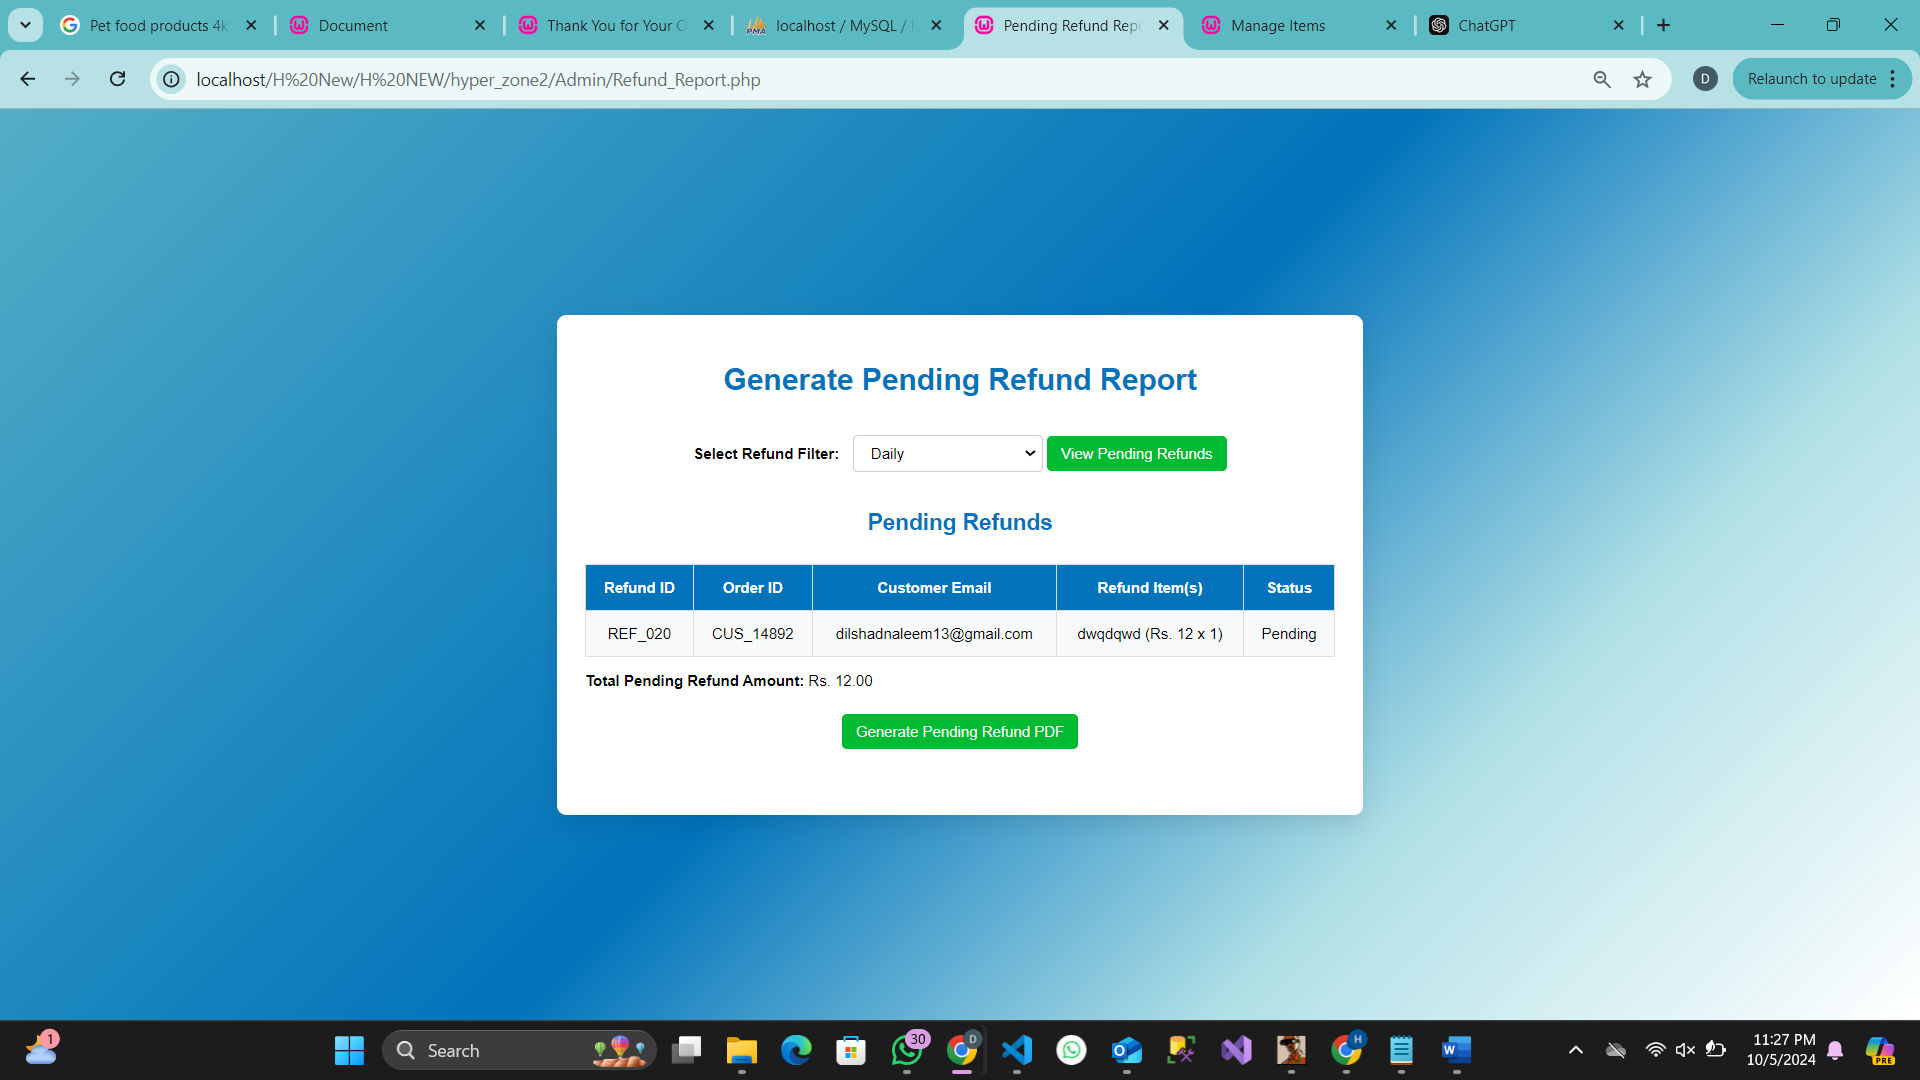 Pet food products 4k
Document
Thank You for Your O
localhost / MySQL /
Pending Refund Repo
Manage Items
ChatGPT
localhost/H%20New/H%20NEW/hyper_zone2/Admin/Refund_Report.php
D
Relaunch to update
Generate Pending Refund Report
Select Refund Filter: Daily View Pending Refunds
Pending Refunds
Refund ID Order ID Customer Email Refund Item(s) Status
REF_020 CUS_14892 dilshadnaleem13@gmail.com dwqdqwd (Rs. 12 x 1) Pending
Total Pending Refund Amount: Rs. 12.00
Generate Pending Refund PDF
1
Search
30
D
H
11:27 PM
10/5/2024
PRE